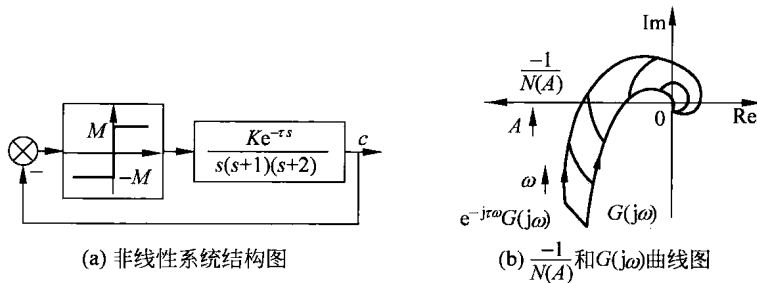 M
-M
Ke^{-τs}
s(s+1)(s+2)
c
−
(a) 非线性系统结构图
Im
-1
N(A)
A
0
Re
ω
e^{-jτω}G(jω)
G(jω)
(b) -1/N(A) 和G(jω)曲线图